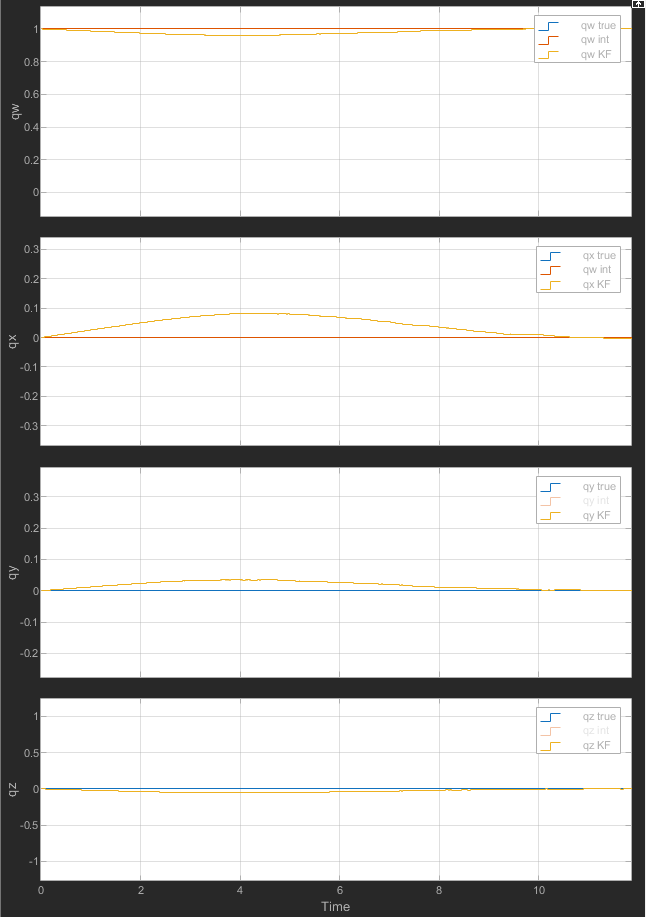 qw
1
0.8
0.6
0.4
0.2
0
qw true
qw int
qw KF
qx
0.3
0.2
0.1
0
-0.1
-0.2
-0.3
qx true
qw int
qx KF
qy
0.3
0.2
0.1
0
-0.1
-0.2
qy true
qy int
qy KF
qz
1
0.5
0
-0.5
-1
qz true
qz int
qz KF
0 2 4 6 8 10
Time